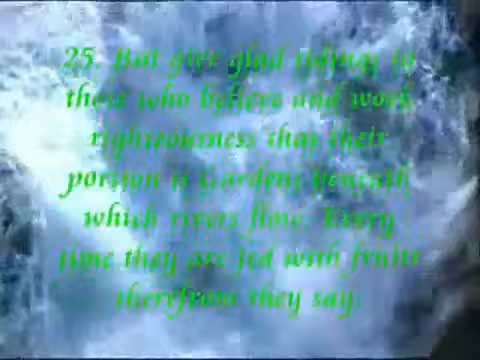 25. But give glad tidings to
those who believe and work
righteousness that their
portion is Gardens beneath
which rivers flow. Every
time they are fed with fruits
therefrom they say,